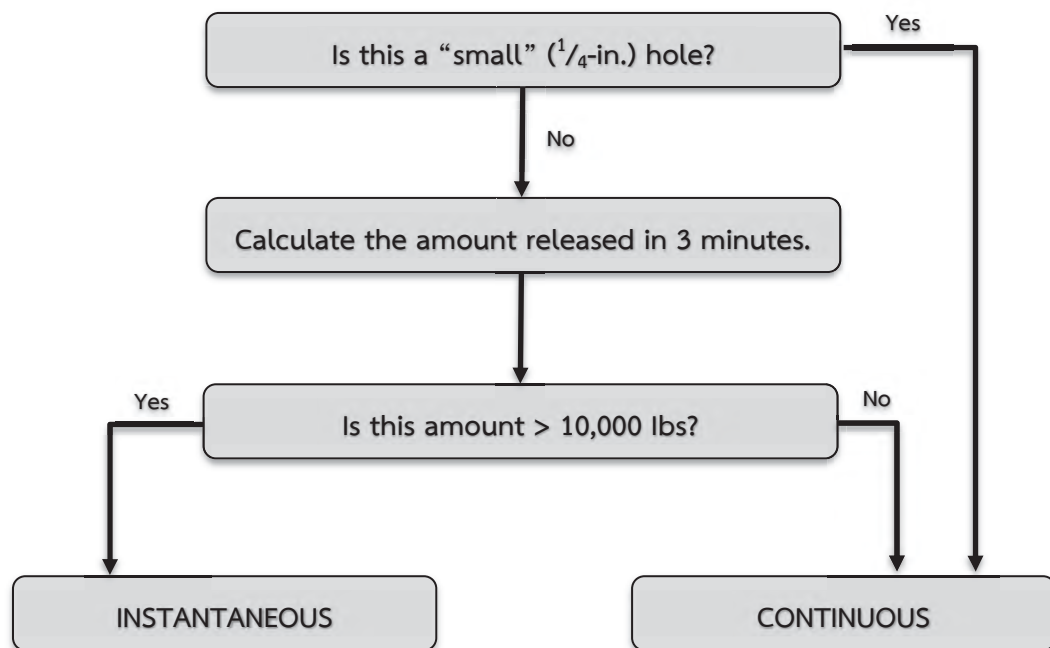 Yes
Is this a “small” (¹/₄-in.) hole?
No
Calculate the amount released in 3 minutes.
Yes
No
Is this amount > 10,000 lbs?
INSTANTANEOUS
CONTINUOUS